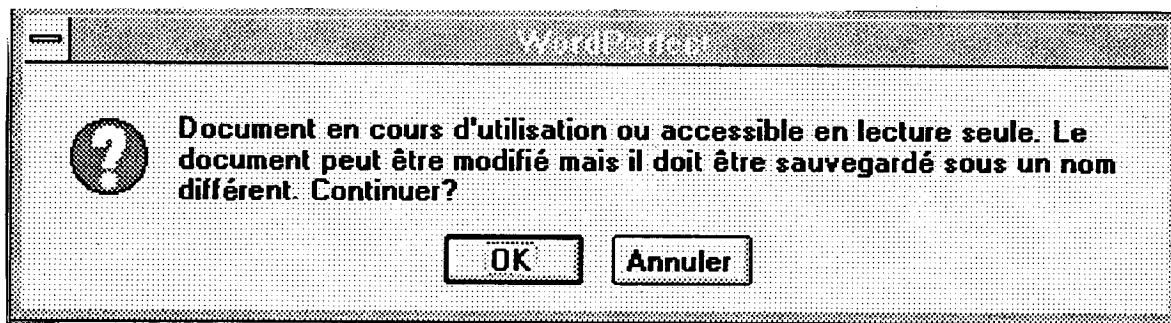 WordPerfect
Document en cours d'utilisation ou accessible en lecture seule. Le
document peut être modifié mais il doit être sauvegardé sous un nom
différent. Continuer?
OK
Annuler